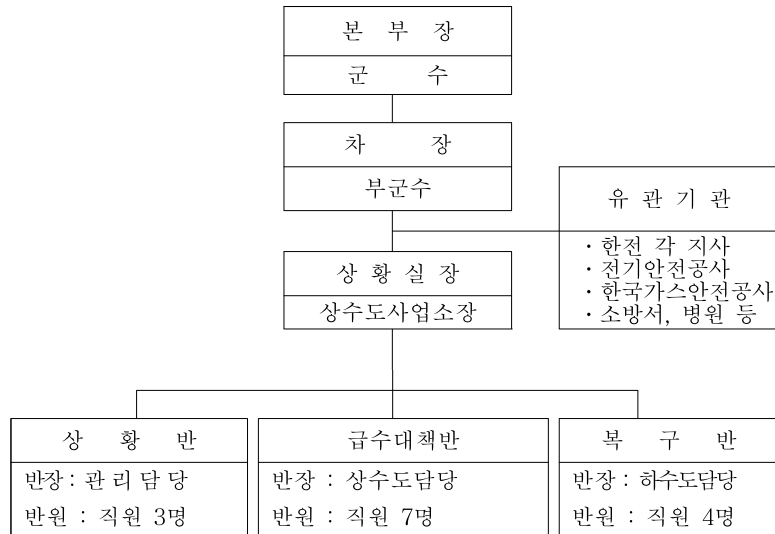 본 부 장
군 수
차 장
부군수
유 관 기 관
· 한전 각 지사
· 전기안전공사
· 한국가스안전공사
· 소방서, 병원 등
상 황 실 장
상수도사업소장
상 황 반
반장 : 관 리 담 당
반원 : 직원 3명
급수대책반
반장 : 상수도담당
반원 : 직원 7명
복 구 반
반장 : 하수도담당
반원 : 직원 4명